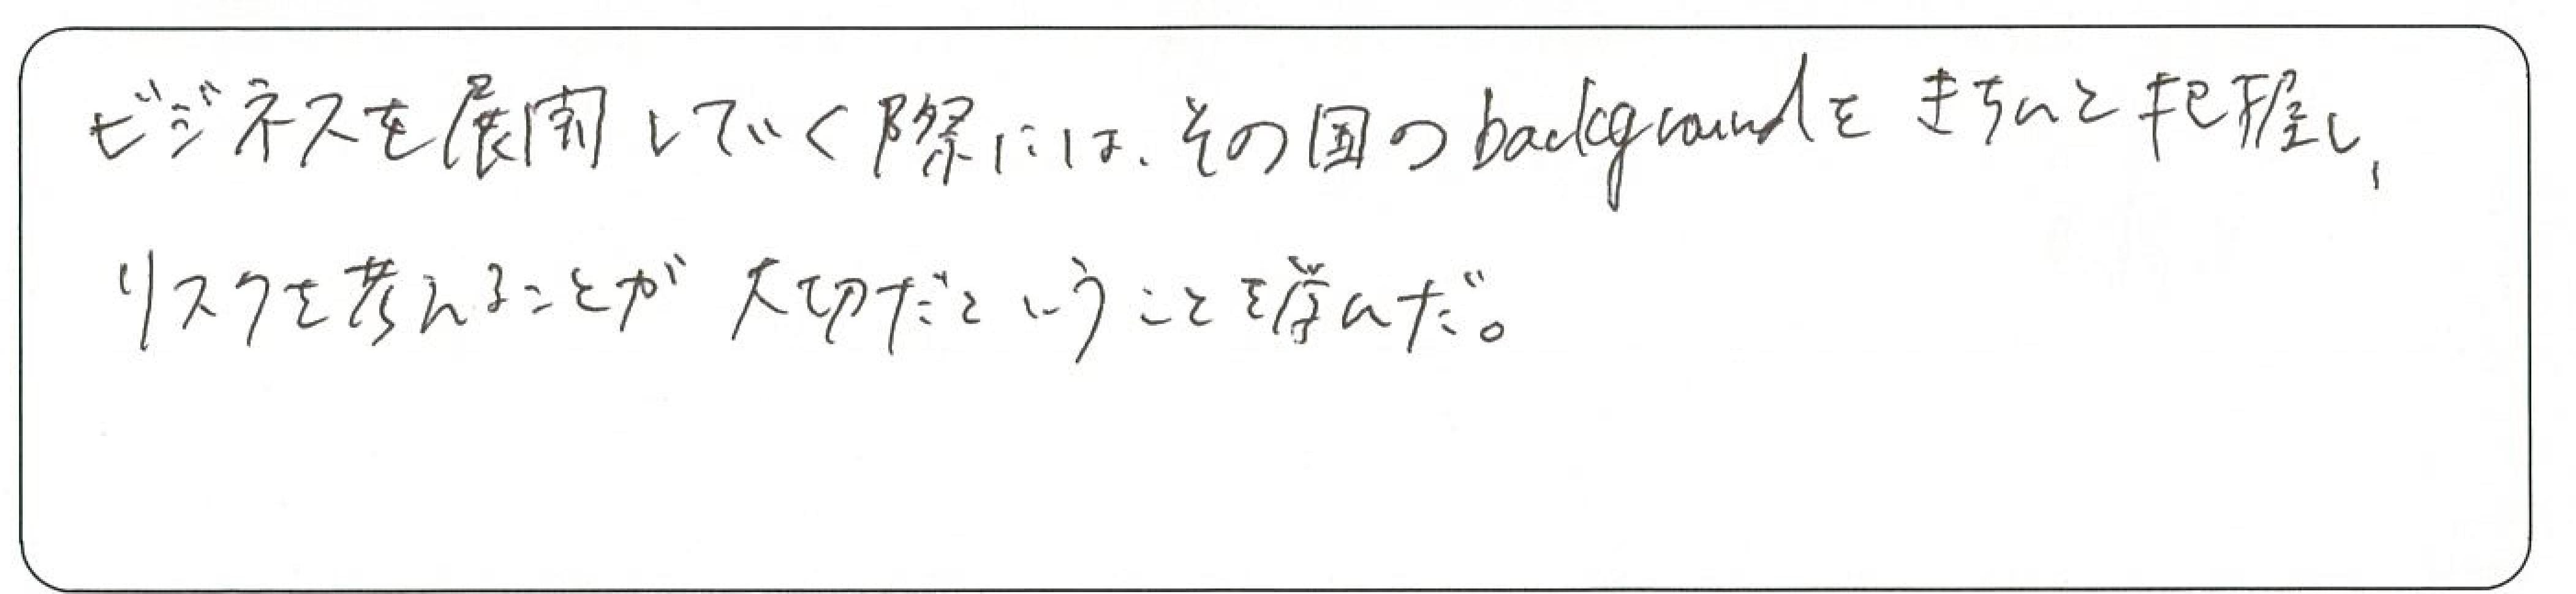 ビジネスを展開していく際には、その国のbackgroundをきちんと把握し、
リスクを考えることが大切だということを学んだ。